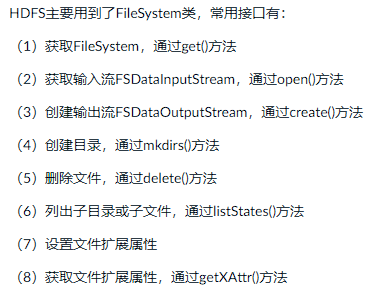 HDFS主要用到了FileSystem类，常用接口有：
（1）获取FileSystem，通过get()方法
（2）获取输入流FSDataInputStream，通过open()方法
（3）创建输出流FSDataOutputStream，通过create()方法
（4）创建目录，通过mkdirs()方法
（5）删除文件，通过delete()方法
（6）列出子目录或子文件，通过listStates()方法
（7）设置文件扩展属性
（8）获取文件扩展属性，通过getXAttr()方法